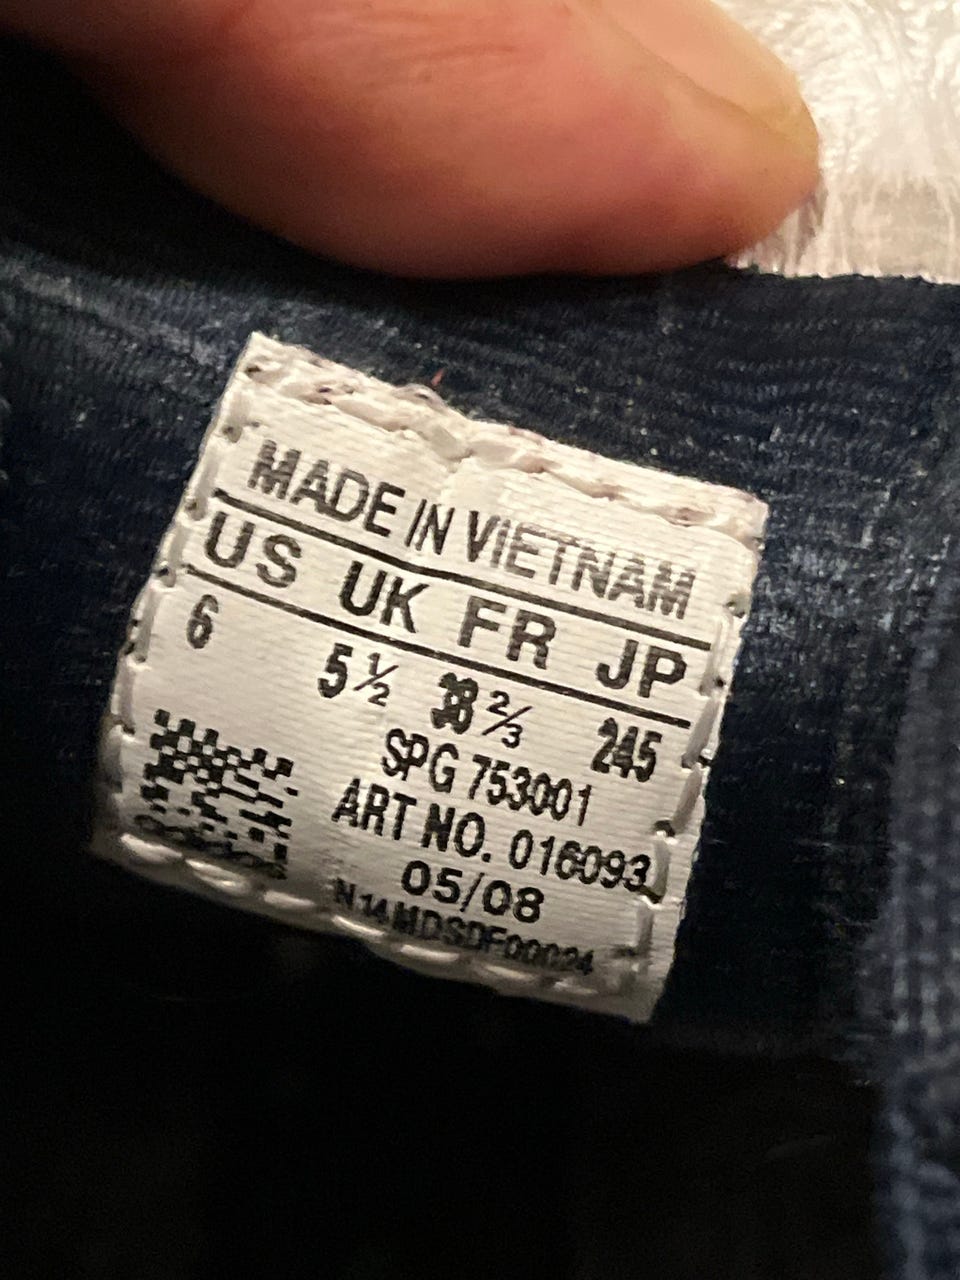 MADE IN VIETNAM
US UK FR JP
6 5 ½ 38 ⅔ 245
SPG 753001
ART NO. 016093
05/08
N14MDSDF00024